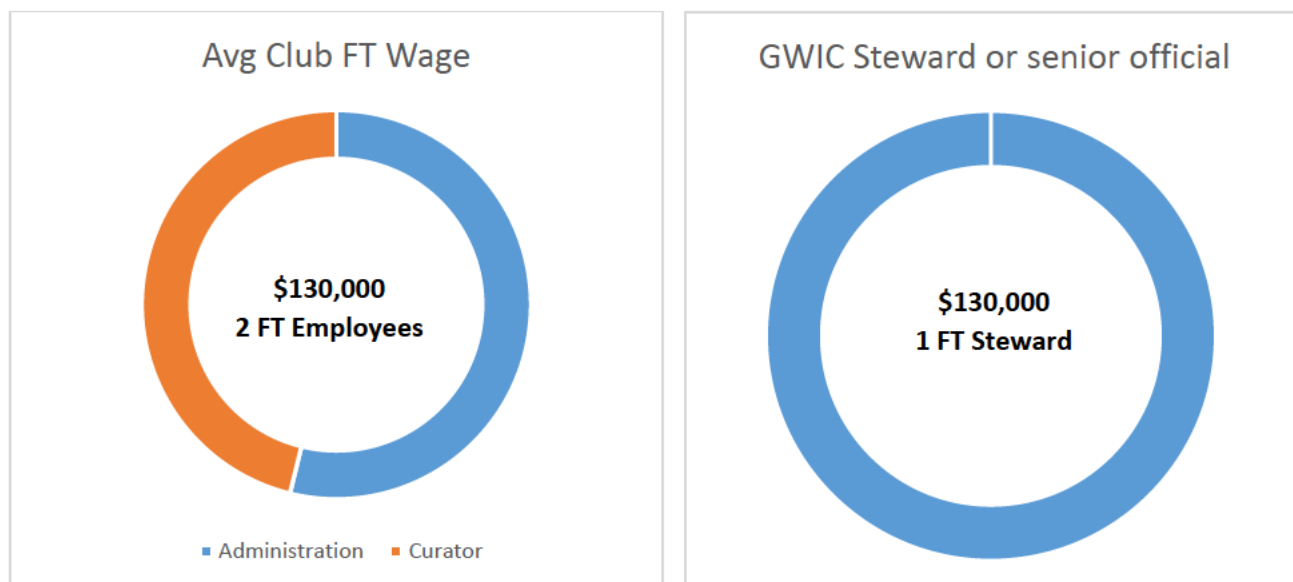 Avg Club FT Wage
$130,000
2 FT Employees
Administration
Curator
GWIC Steward or senior official
$130,000
1 FT Steward